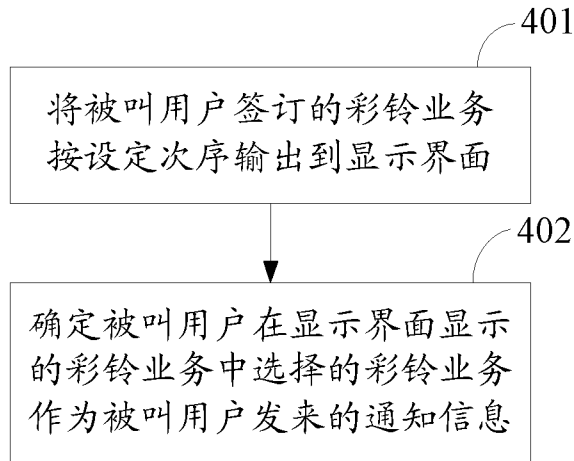 401
将被叫用户签订的彩铃业务
按设定次序输出到显示界面
402
确定被叫用户在显示界面显示
的彩铃业务中选择的彩铃业务
作为被叫用户发来的通知信息